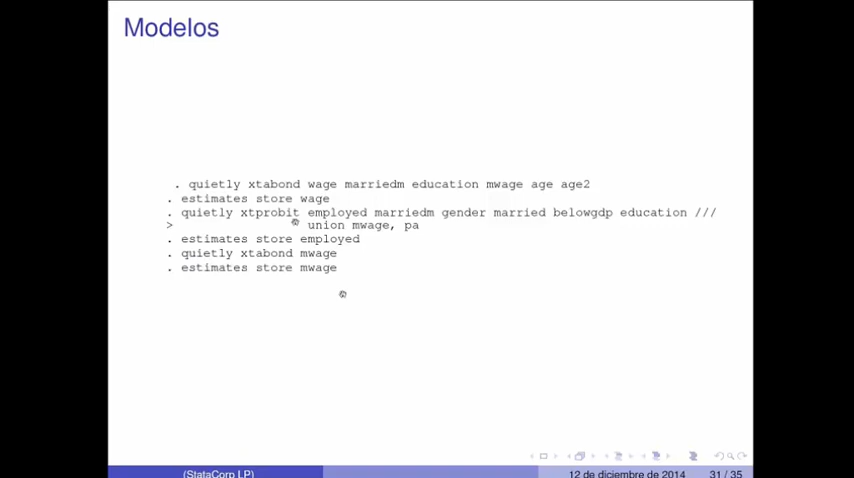 Modelos
. quietly xtabond wage marriedm education mwage age age2
. estimates store wage
. quietly xtprobit employed marriedm gender married belowgdp education ///
> union mwage, pa
. estimates store employed
. quietly xtabond mwage
. estimates store mwage
(StataCorp LP) 12 de diciembre de 2014 31 / 35